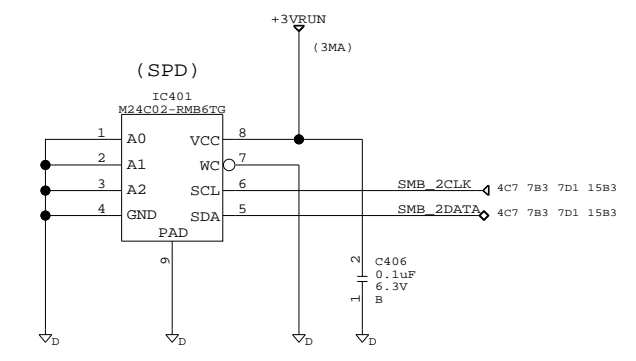 +3VRUN
(3MA)
(SPD)
IC401
M24C02-RMB6TG
1 A0 VCC 8
2 A1 WC 7
3 A2 SCL 6 SMB_2CLK 4C7 7B3 7D1 15B3
4 GND SDA 5 SMB_2DATA 4C7 7B3 7D1 15B3
PAD
9
2 C406
0.1uF
6.3V
1 B
D D D D